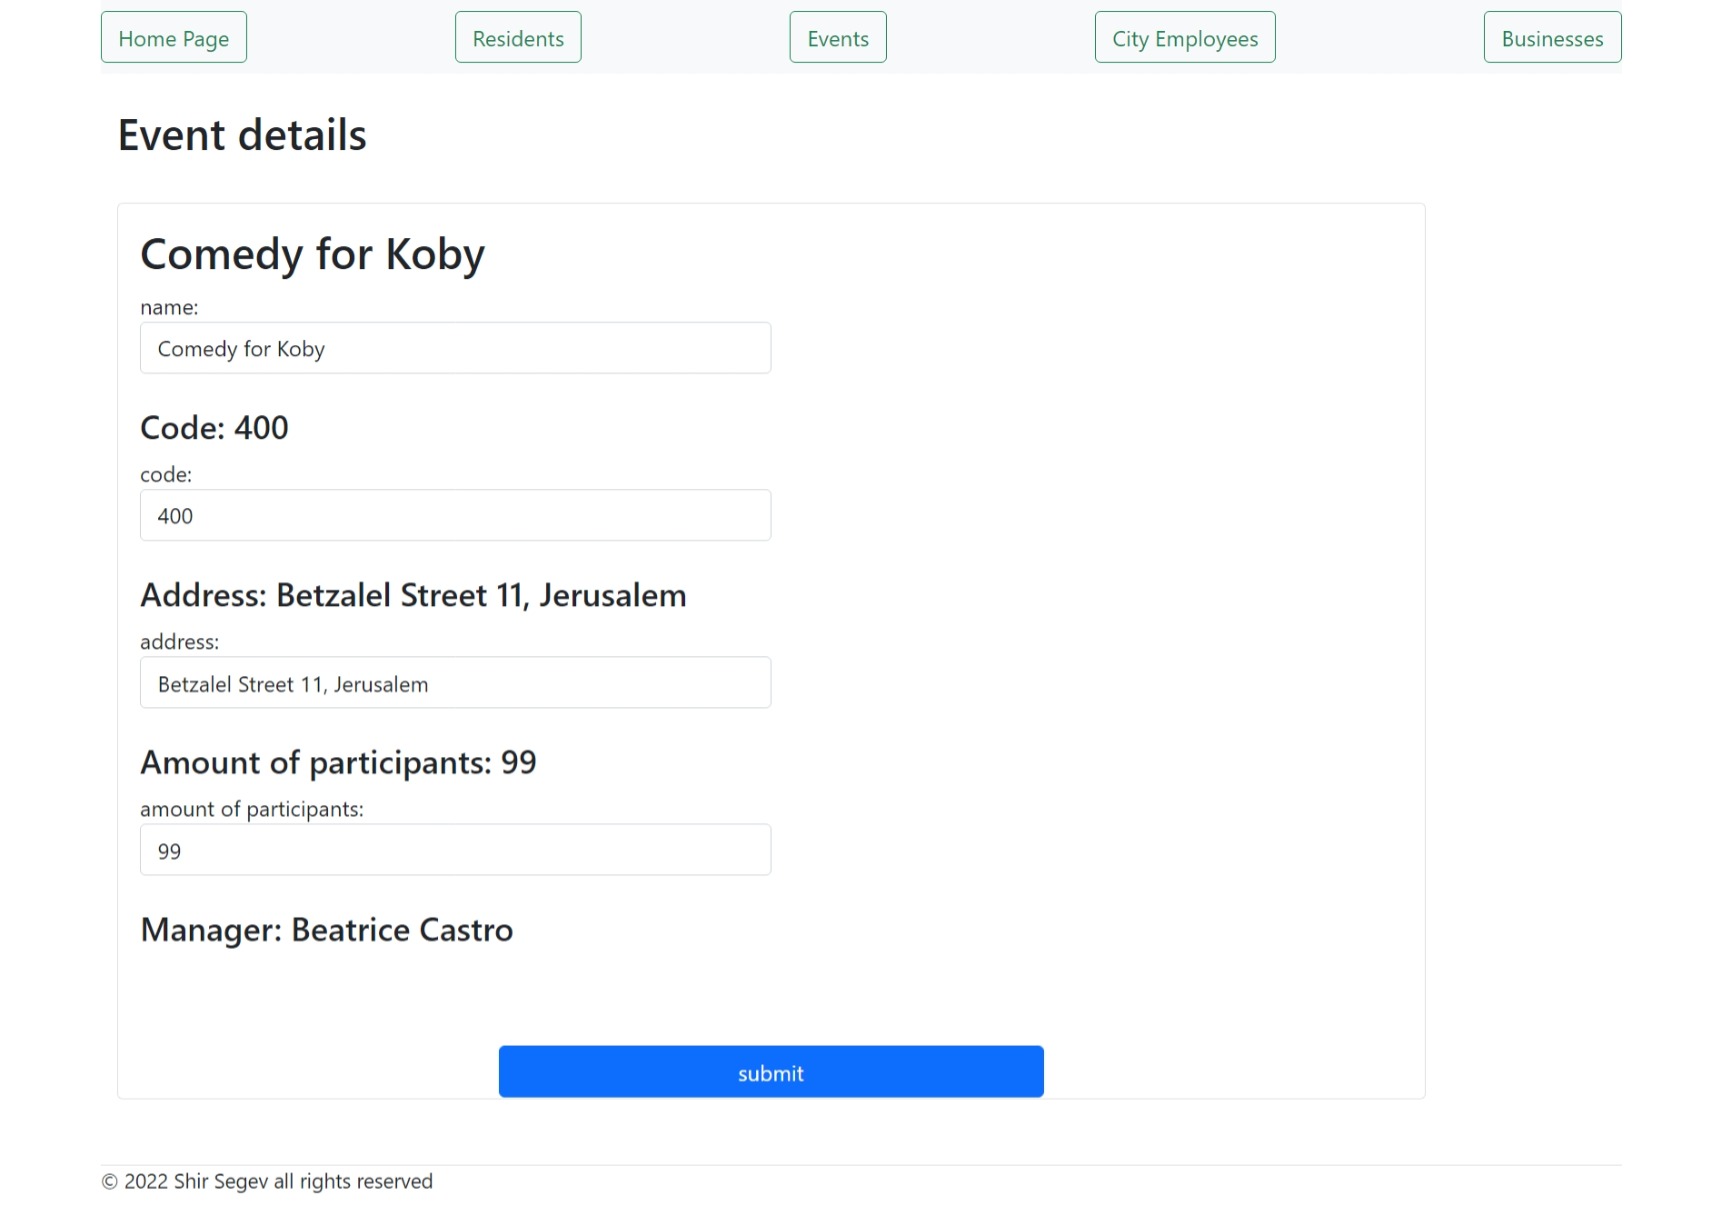 Home Page Residents Events City Employees Businesses
Event details
Comedy for Koby
name:
Comedy for Koby
Code: 400
code:
400
Address: Betzalel Street 11, Jerusalem
address:
Betzalel Street 11, Jerusalem
Amount of participants: 99
amount of participants:
99
Manager: Beatrice Castro
submit
© 2022 Shir Segev all rights reserved